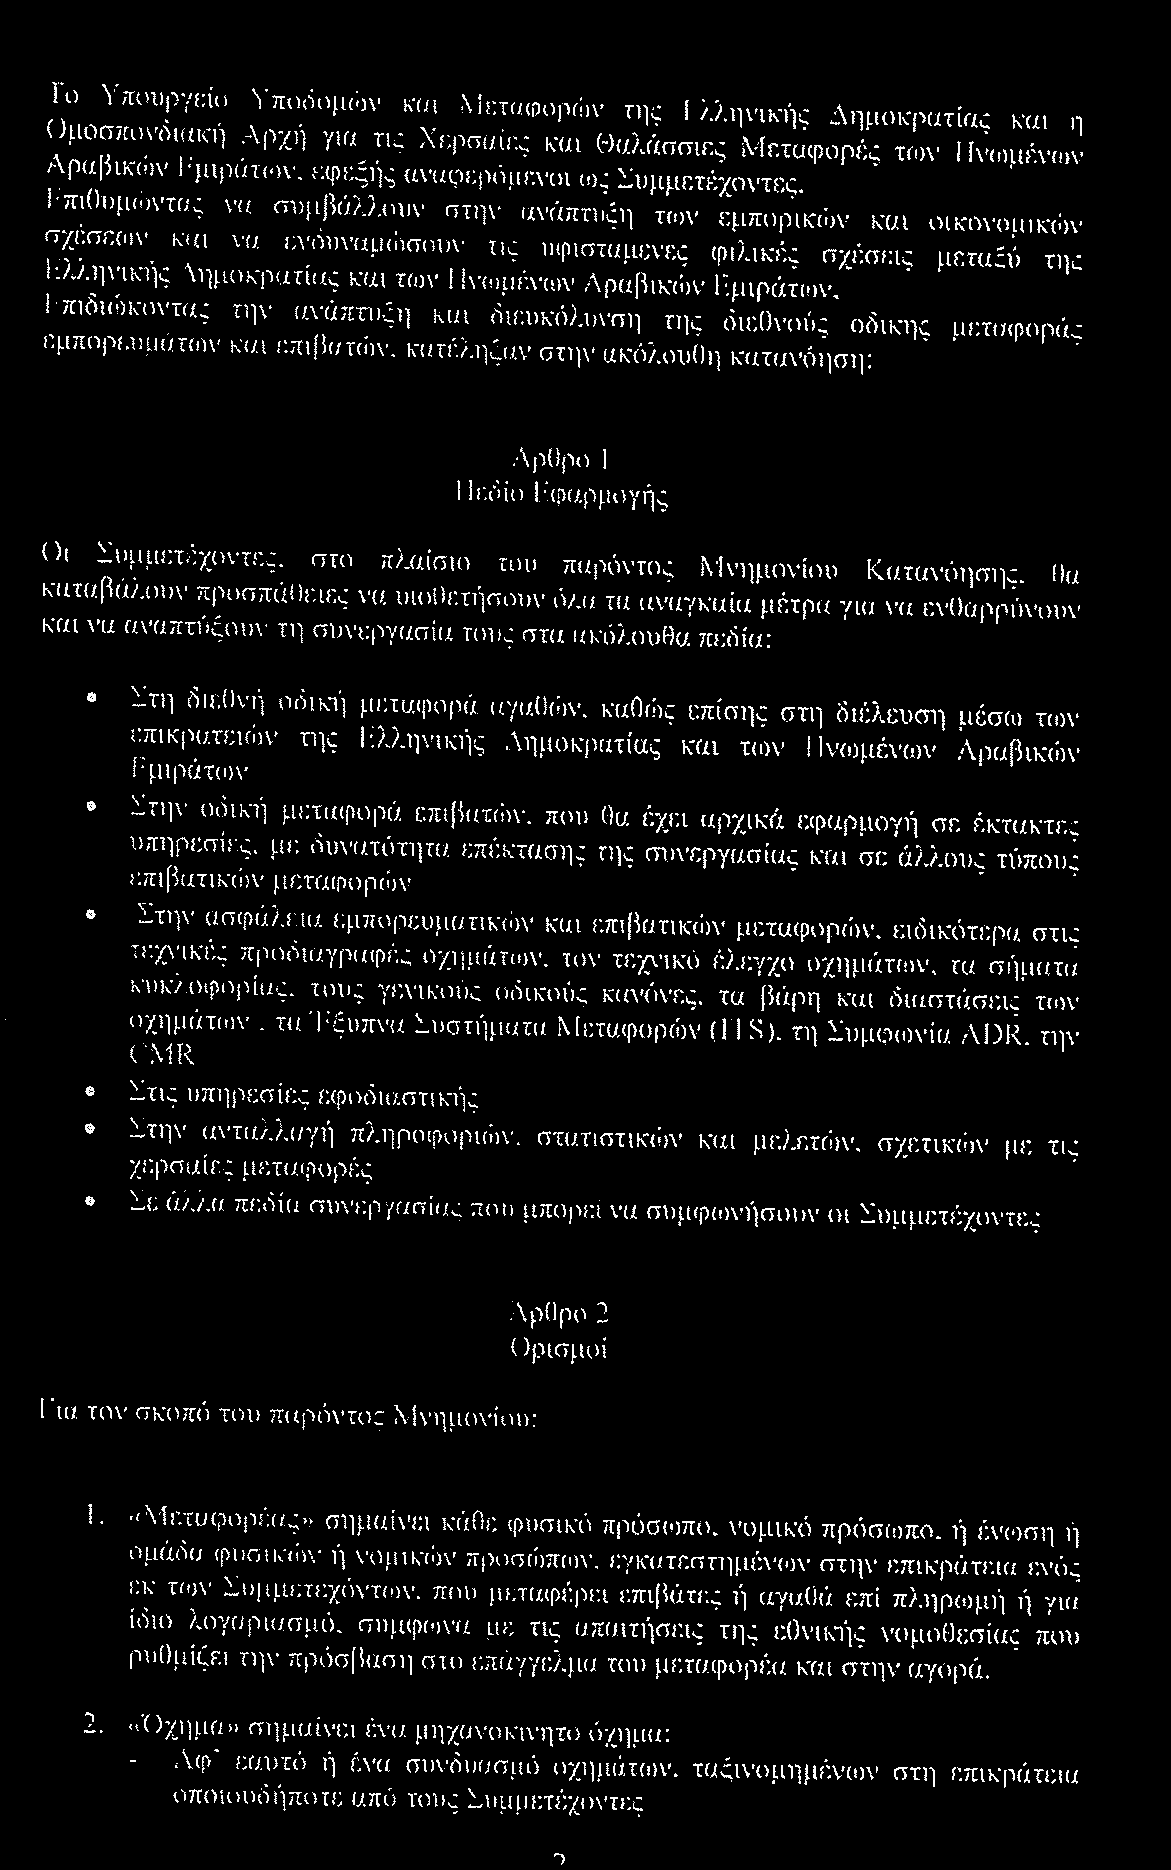 Το Υπουργείο Υποδομών και Μεταφορών της Ελληνικής Δημοκρατίας και η
Ομοσπονδιακή Αρχή για τις Χερσαίες και Θαλάσσιες Μεταφορές των Ηνωμένων
Αραβικών Εμιράτων, εφεξής αναφερόμενοι ως Συμμετέχοντες,
Επιθυμώντας να συμβάλλουν στην ανάπτυξη των εμπορικών και οικονομικών
σχέσεων και να ενδυναμώσουν τις υφιστάμενες φιλικές σχέσεις μεταξύ της
Ελληνικής Δημοκρατίας και των Ηνωμένων Αραβικών Εμιράτων,
Επιδιώκοντας την ανάπτυξη και διευκόλυνση της διεθνούς οδικής μεταφοράς
εμπορευμάτων και επιβατών, κατέληξαν στην ακόλουθη κατανόηση:
Άρθρο 1
Πεδίο Εφαρμογής
Οι Συμμετέχοντες, στο πλαίσιο του παρόντος Μνημονίου Κατανόησης, θα
καταβάλουν προσπάθειες να υιοθετήσουν όλα τα αναγκαία μέτρα για να ενθαρρύνουν
και να αναπτύξουν τη συνεργασία τους στα ακόλουθα πεδία:
• Στη διεθνή οδική μεταφορά αγαθών, καθώς επίσης στη διέλευση μέσω των
επικρατειών της Ελληνικής Δημοκρατίας και των Ηνωμένων Αραβικών
Εμιράτων
• Στην οδική μεταφορά επιβατών, που θα έχει αρχικά εφαρμογή σε έκτακτες
υπηρεσίες, με δυνατότητα επέκτασης της συνεργασίας και σε άλλους τύπους
επιβατικών μεταφορών
• Στην ασφάλεια εμπορευματικών και επιβατικών μεταφορών, ειδικότερα στις
τεχνικές προδιαγραφές οχημάτων, τον τεχνικό έλεγχο οχημάτων, τα σήματα
κυκλοφορίας, τους γενικούς οδικούς κανόνες, τα βάρη και διαστάσεις των
οχημάτων , τα Έξυπνα Συστήματα Μεταφορών (ITS), τη Συμφωνία ADR, την
CMR
• Στις υπηρεσίες εφοδιαστικής
• Στην ανταλλαγή πληροφοριών, στατιστικών και μελετών, σχετικών με τις
χερσαίες μεταφορές
• Σε άλλα πεδία συνεργασίας που μπορεί να συμφωνήσουν οι Συμμετέχοντες
Άρθρο 2
Ορισμοί
Για τον σκοπό του παρόντος Μνημονίου:
1. «Μεταφορέας» σημαίνει κάθε φυσικό πρόσωπο, νομικό πρόσωπο, ή ένωση ή
ομάδα φυσικών ή νομικών προσώπων, εγκατεστημένων στην επικράτεια ενός
εκ των Συμμετεχόντων, που μεταφέρει επιβάτες ή αγαθά επί πληρωμή ή για
ίδιο λογαριασμό, σύμφωνα με τις απαιτήσεις της εθνικής νομοθεσίας που
ρυθμίζει την πρόσβαση στο επάγγελμα του μεταφορέα και στην αγορά.
2. «Όχημα» σημαίνει ένα μηχανοκίνητο όχημα:
- Αφ' εαυτό ή ένα συνδυασμό οχημάτων, ταξινομημένων στη επικράτεια
οποιουδήποτε από τους Συμμετέχοντες